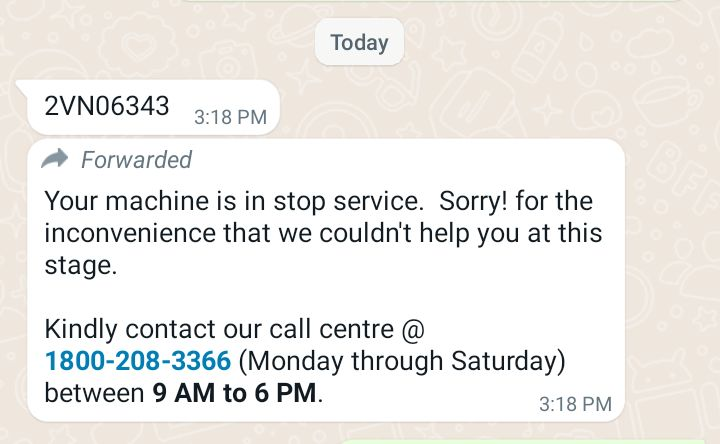 Today
2VN06343
3:18 PM
Forwarded
Your machine is in stop service.  Sorry! for the
inconvenience that we couldn't help you at this
stage.
Kindly contact our call centre @
1800-208-3366 (Monday through Saturday)
between 9 AM to 6 PM.
3:18 PM